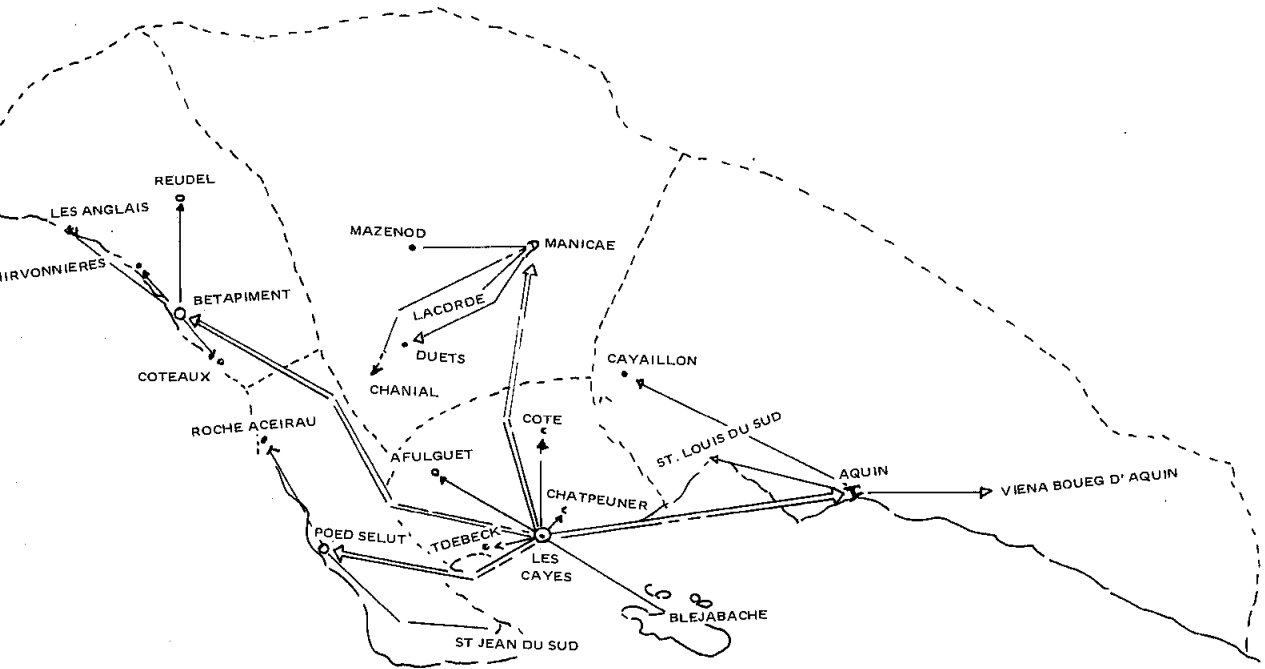 REUDEL
LES ANGLAIS
MAZENOD
MANICAE
HIRVONNIERES
BETAPIMENT
LACORDE
DUETS
CAYAILLON
COTEAUX
CHANIAL
COTE
ST. LOUIS DU SUD
ROCHE ACEIRAU
AFULGUET
AQUIN
VIENA BOUEG D' AQUIN
CHATPEUNER
POED SELUT
TDEBECK
LES
CAYES
BLEJABACHE
ST JEAN DU SUD